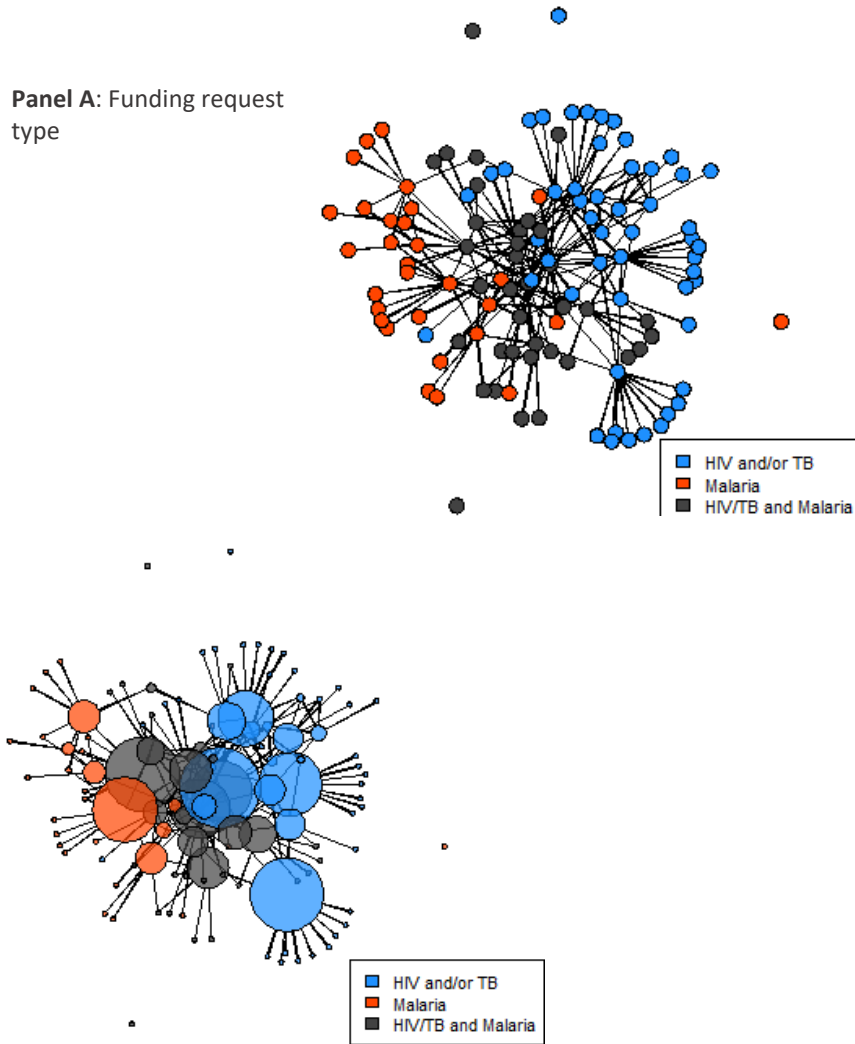 Panel A: Funding request
type
HIV and/or TB
Malaria
HIV/TB and Malaria
HIV and/or TB
Malaria
HIV/TB and Malaria